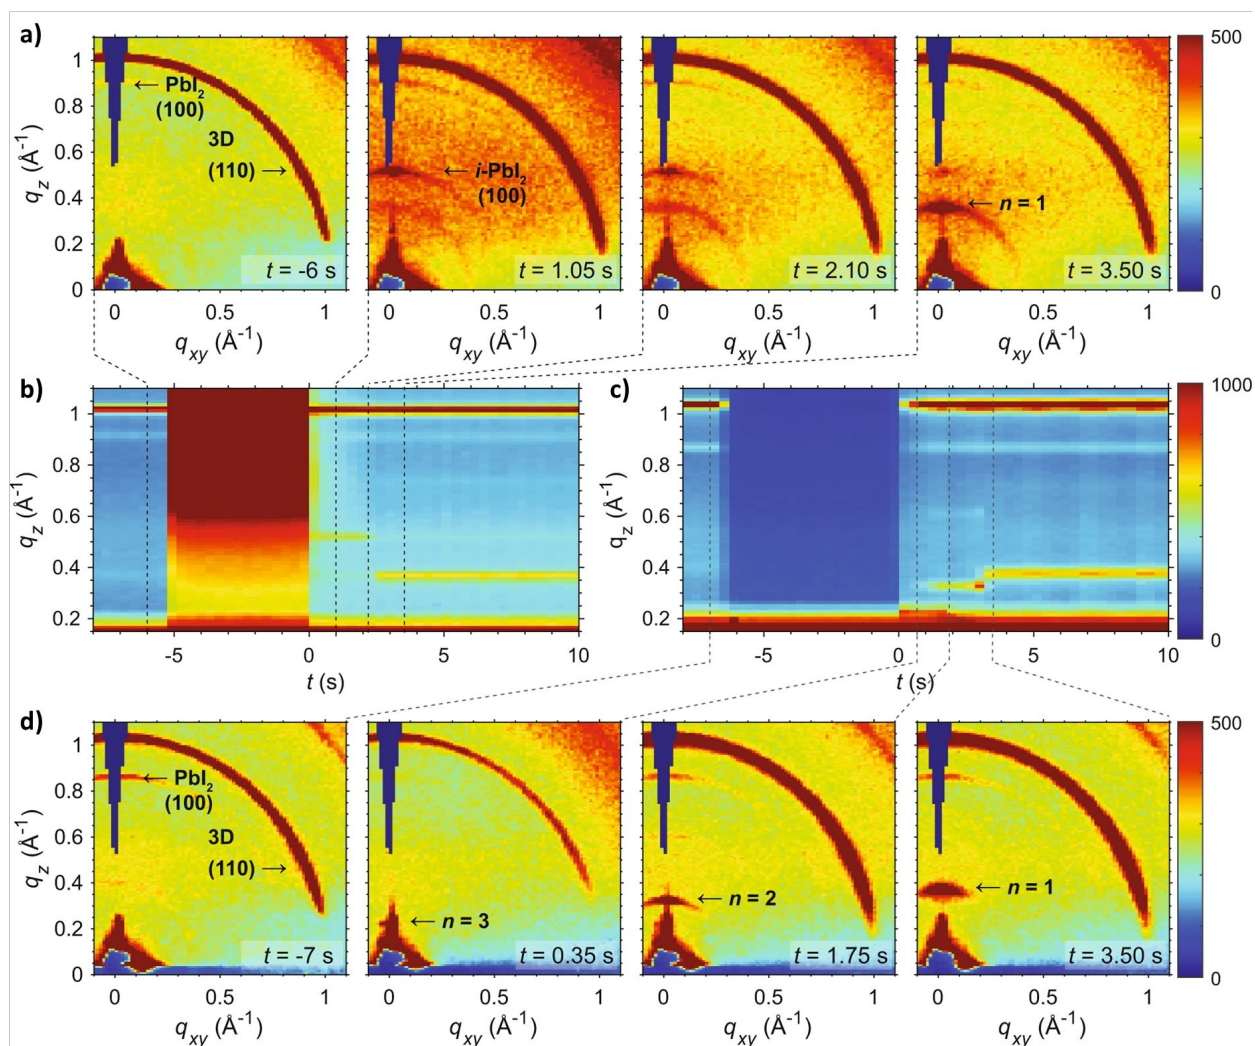 a)
500
0
1
0.8
0.6
0.4
0.2
0
q_z (Å⁻¹)
← PbI₂
(100)
3D
(110) →
t = -6 s
← i-PbI₂
(100)
t = 1.05 s
t = 2.10 s
← n = 1
t = 3.50 s
0 0.5 1
0 0.5 1
0 0.5 1
0 0.5 1
q_xy (Å⁻¹)
q_xy (Å⁻¹)
q_xy (Å⁻¹)
q_xy (Å⁻¹)
b)
1
0.8
0.6
0.4
0.2
q_z (Å⁻¹)
-5 0 5 10
t (s)
c)
1
0.8
0.6
0.4
0.2
q_z (Å⁻¹)
-5 0 5 10
t (s)
1000
0
d)
1
0.8
0.6
0.4
0.2
0
q_z (Å⁻¹)
← PbI₂
(100)
3D
(110) →
t = -7 s
← n = 3
t = 0.35 s
← n = 2
t = 1.75 s
← n = 1
t = 3.50 s
500
0
0 0.5 1
0 0.5 1
0 0.5 1
0 0.5 1
q_xy (Å⁻¹)
q_xy (Å⁻¹)
q_xy (Å⁻¹)
q_xy (Å⁻¹)